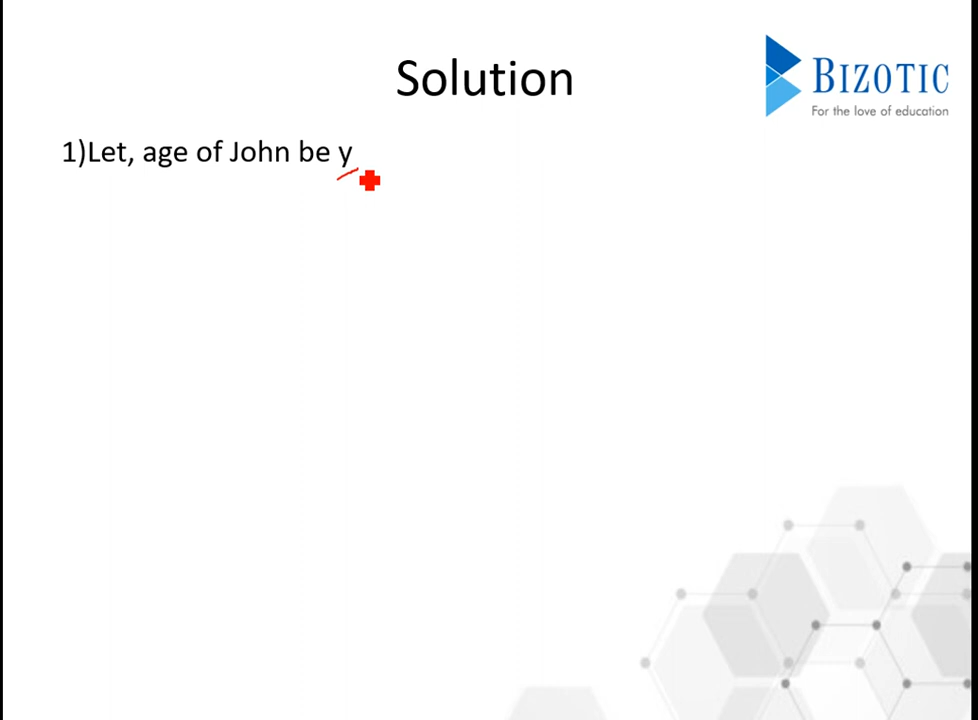 Solution
BIZOTIC
For the love of education
1)Let, age of John be y